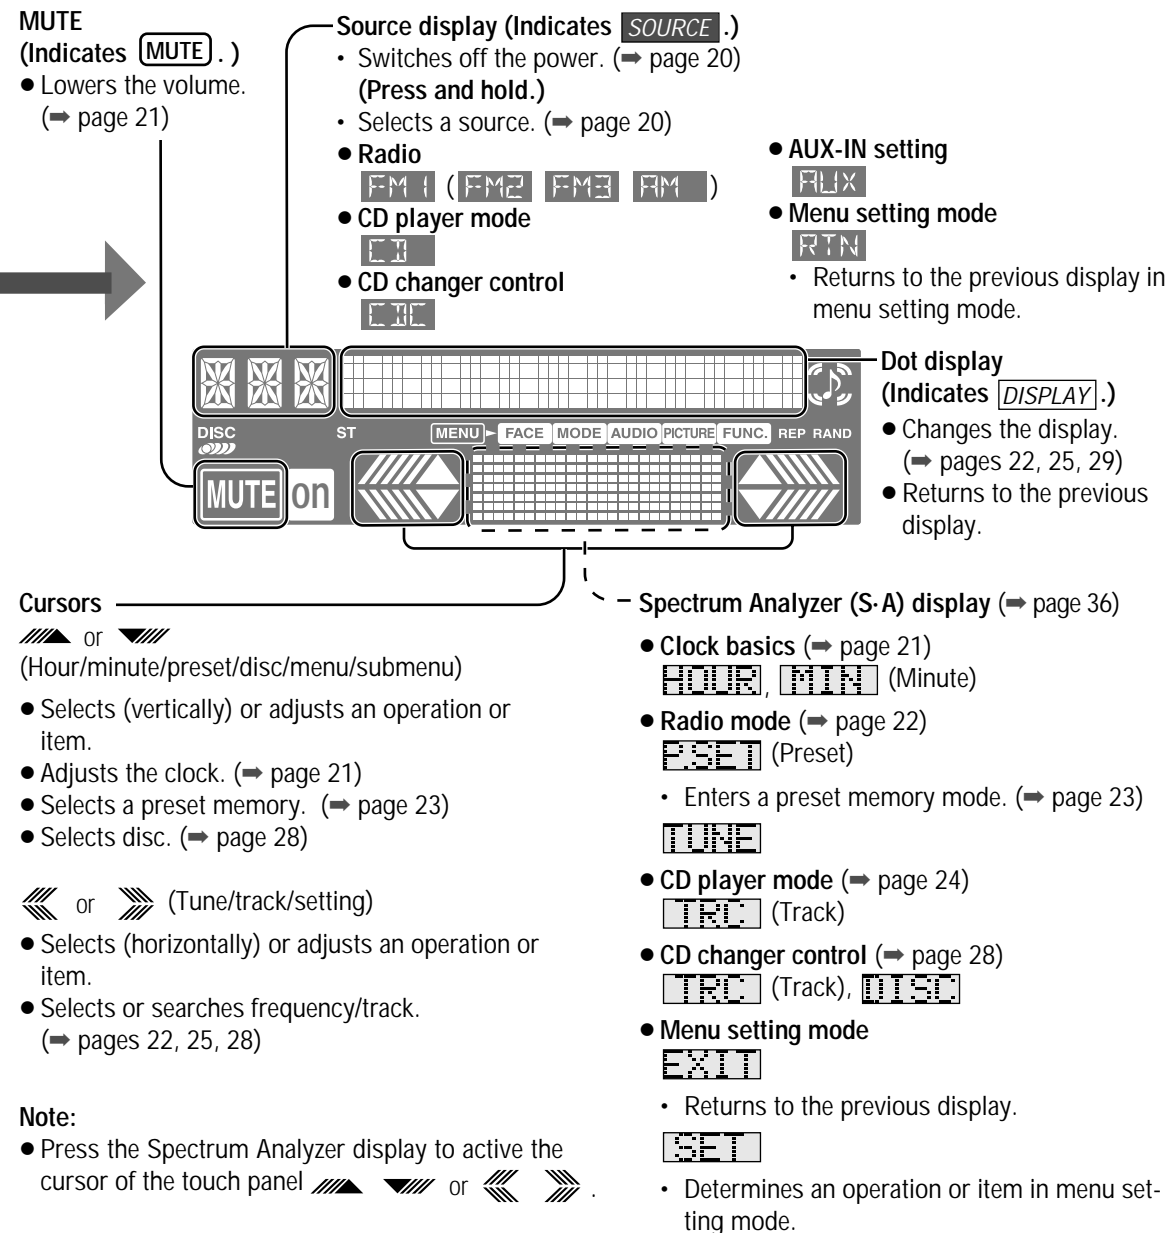 MUTE
(Indicates MUTE . )
● Lowers the volume.
(➡ page 21)
Source display (Indicates SOURCE .)
· Switches off the power. (➡ page 20)
(Press and hold.)
· Selects a source. (➡ page 20)
● Radio
FM 1 ( FM2 FM3 AM )
● CD player mode
CD
● CD changer control
CDC
● AUX-IN setting
AUX
● Menu setting mode
RTN
· Returns to the previous display in
menu setting mode.
Dot display
(Indicates DISPLAY .)
● Changes the display.
(➡ pages 22, 25, 29)
● Returns to the previous
display.
DISC ST MENU FACE MODE AUDIO PICTURE FUNC. REP RAND
MUTE on
Cursors
or
(Hour/minute/preset/disc/menu/submenu)
● Selects (vertically) or adjusts an operation or
item.
● Adjusts the clock. (➡ page 21)
● Selects a preset memory. (➡ page 23)
● Selects disc. (➡ page 28)
or (Tune/track/setting)
● Selects (horizontally) or adjusts an operation or
item.
● Selects or searches frequency/track.
(➡ pages 22, 25, 28)
Note:
● Press the Spectrum Analyzer display to active the
cursor of the touch panel or .
Spectrum Analyzer (S·A) display (➡ page 36)
● Clock basics (➡ page 21)
HOUR, MIN (Minute)
● Radio mode (➡ page 22)
P.SET (Preset)
· Enters a preset memory mode. (➡ page 23)
TUNE
● CD player mode (➡ page 24)
TRC (Track)
● CD changer control (➡ page 28)
TRC (Track), DISC
● Menu setting mode
EXIT
· Returns to the previous display.
SET
· Determines an operation or item in menu set-
ting mode.